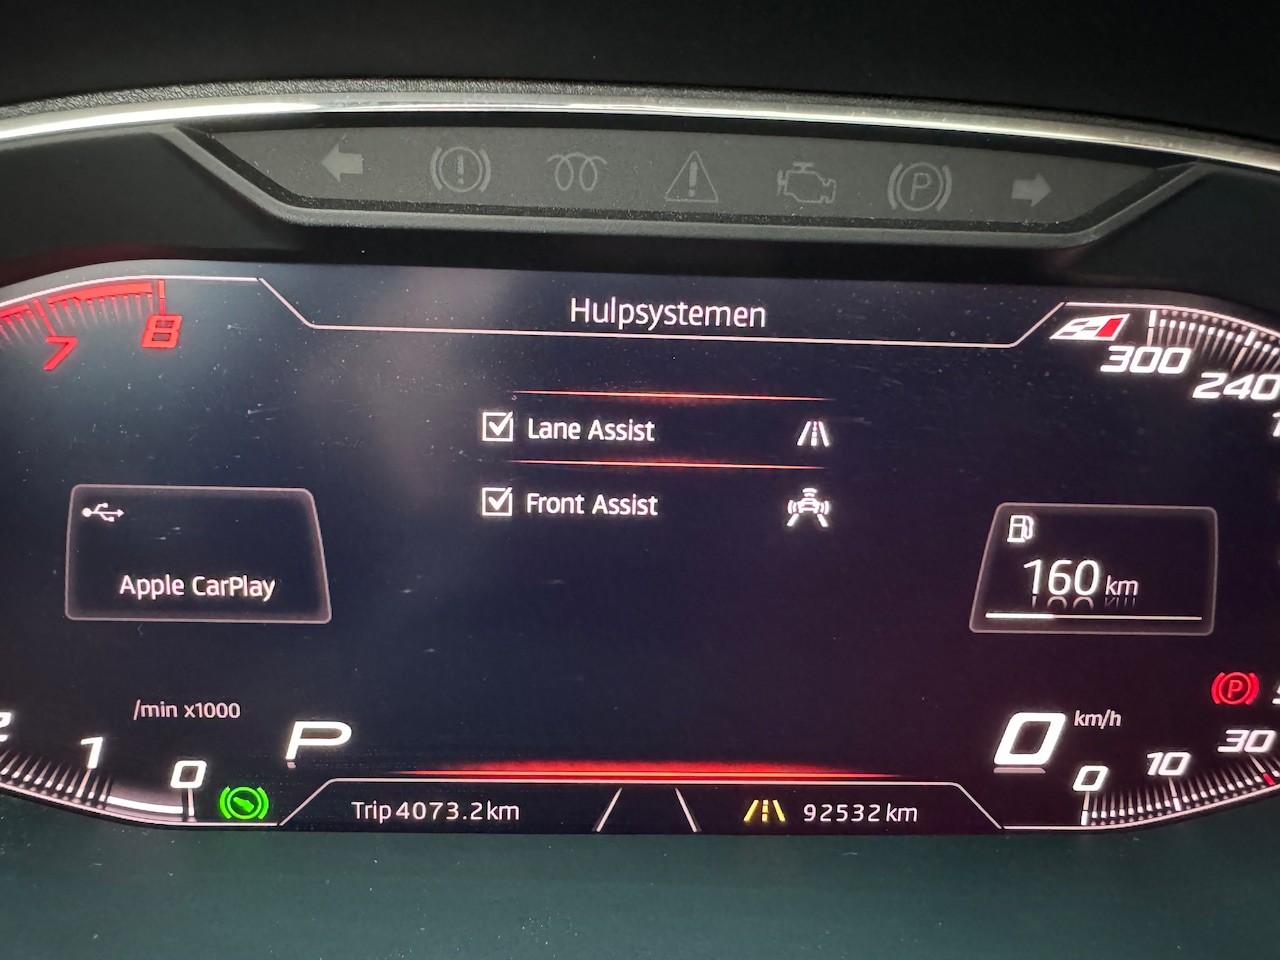 Hulpsystemen
7 8
300
240
Lane Assist
Front Assist
Apple CarPlay
160 km
/min x1000
P
P
0 km/h
1
0
0
10
30
Trip 4073.2 km
92532 km